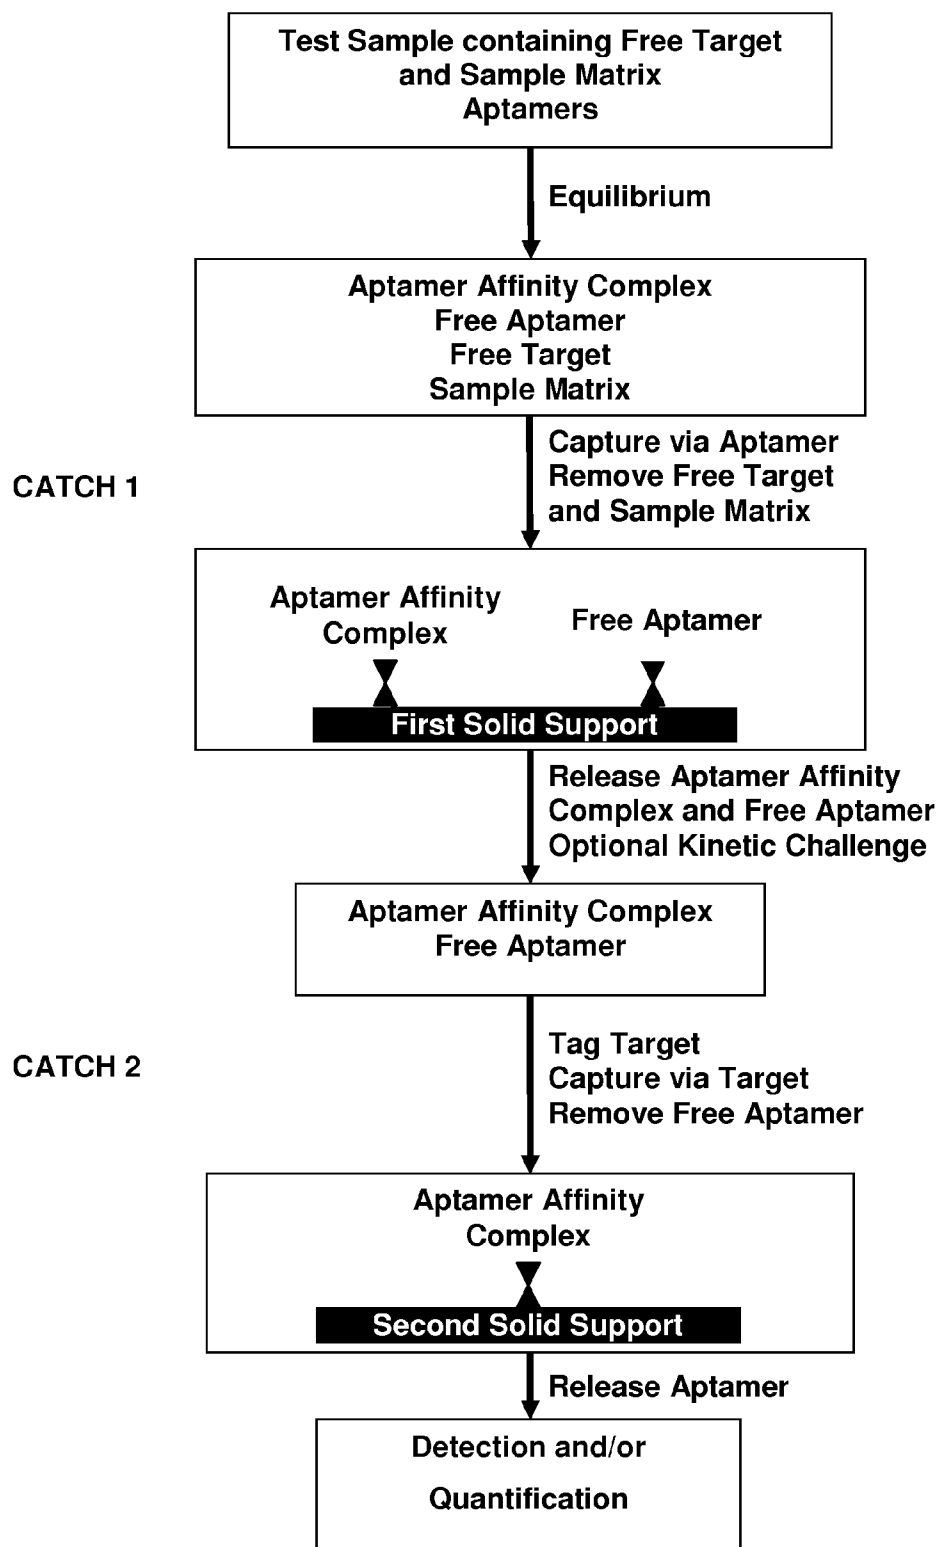 Test Sample containing Free Target
and Sample Matrix
Aptamers
Equilibrium
Aptamer Affinity Complex
Free Aptamer
Free Target
Sample Matrix
CATCH 1
Capture via Aptamer
Remove Free Target
and Sample Matrix
Aptamer Affinity
Complex
Free Aptamer
First Solid Support
Release Aptamer Affinity
Complex and Free Aptamer
Optional Kinetic Challenge
Aptamer Affinity Complex
Free Aptamer
CATCH 2
Tag Target
Capture via Target
Remove Free Aptamer
Aptamer Affinity
Complex
Second Solid Support
Release Aptamer
Detection and/or
Quantification